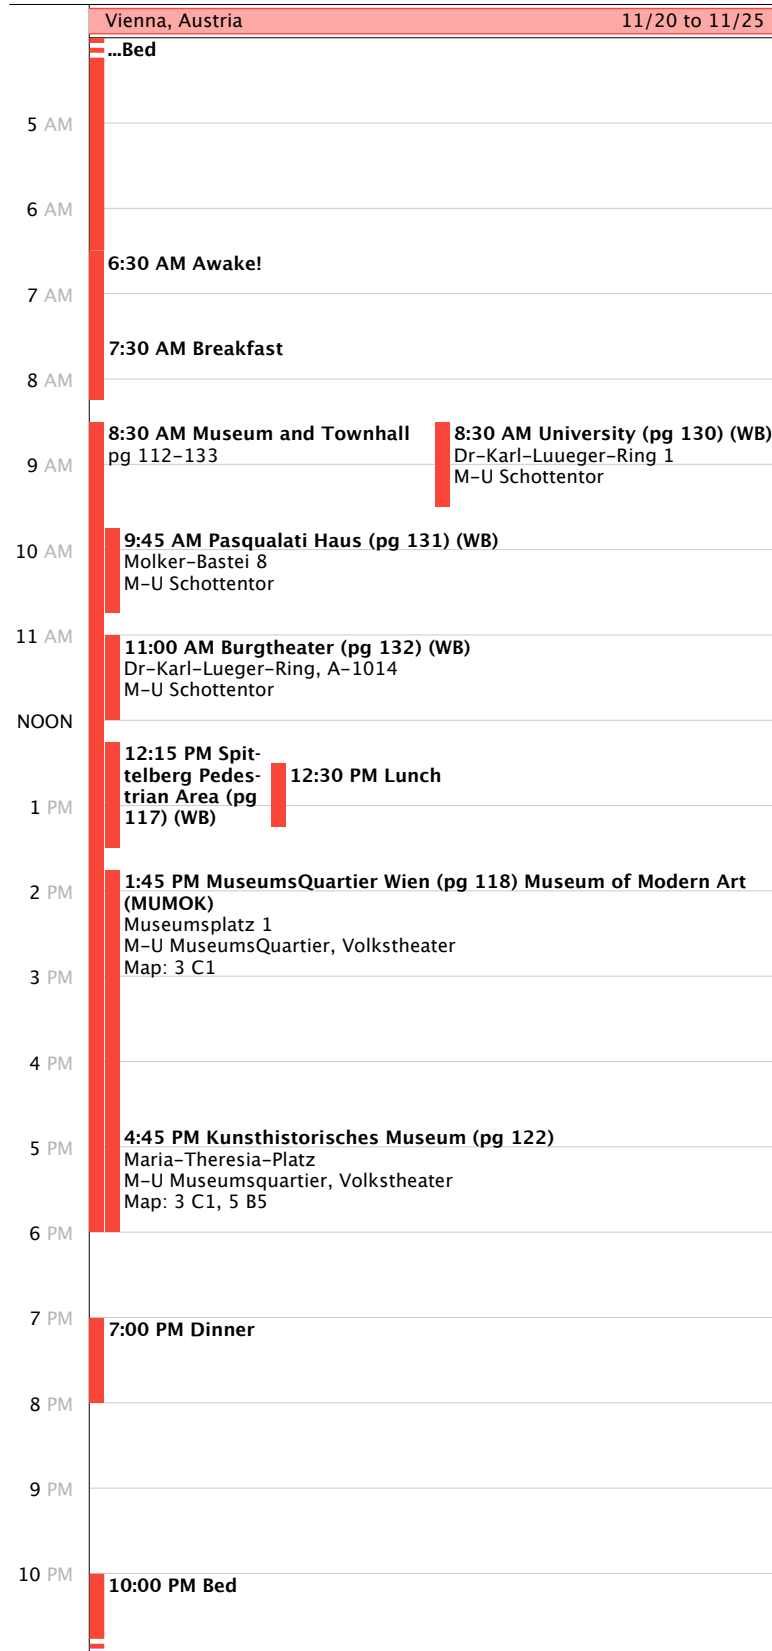 Vienna, Austria 11/20 to 11/25
...Bed
5 AM
6 AM
6:30 AM Awake!
7 AM
7:30 AM Breakfast
8 AM
8:30 AM Museum and Townhall
pg 112-133
8:30 AM University (pg 130) (WB)
Dr-Karl-Luueger-Ring 1
M-U Schottentor
9 AM
9:45 AM Pasqualati Haus (pg 131) (WB)
Molker-Bastei 8
M-U Schottentor
10 AM
11 AM
11:00 AM Burgtheater (pg 132) (WB)
Dr-Karl-Lueger-Ring, A-1014
M-U Schottentor
NOON
12:15 PM Spit-
telberg Pedes-
trian Area (pg
117) (WB)
12:30 PM Lunch
1 PM
1:45 PM MuseumsQuartier Wien (pg 118) Museum of Modern Art
(MUMOK)
Museumsplatz 1
M-U MuseumsQuartier, Volkstheater
Map: 3 C1
2 PM
3 PM
4 PM
4:45 PM Kunsthistorisches Museum (pg 122)
Maria-Theresia-Platz
M-U Museumsquartier, Volkstheater
Map: 3 C1, 5 B5
5 PM
6 PM
7 PM
7:00 PM Dinner
8 PM
9 PM
10 PM
10:00 PM Bed